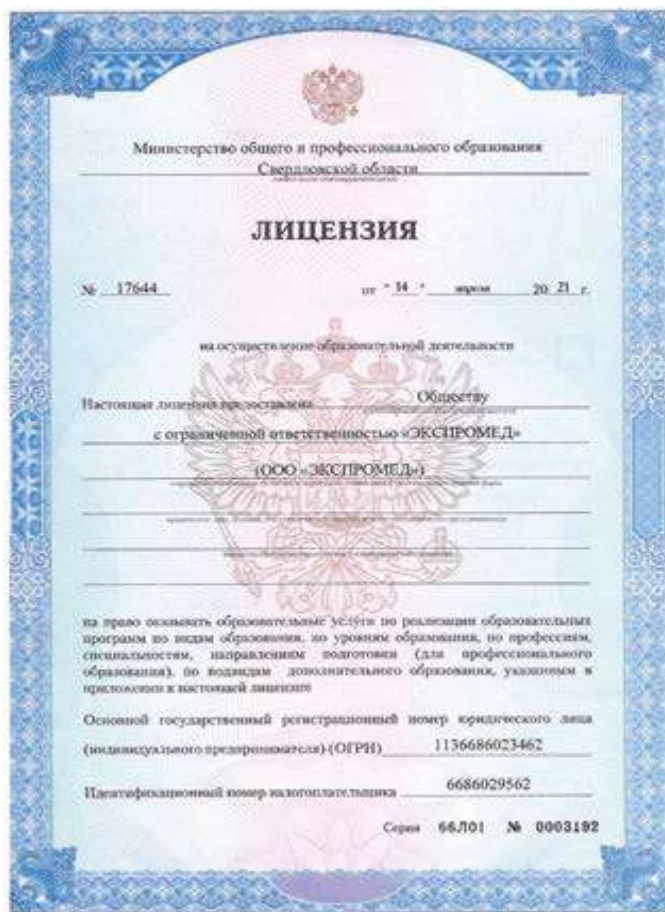 Министерство общего и профессионального образования
Свердловской области
ЛИЦЕНЗИЯ
№ 17644 от " 14 " апреля 20 21 г.
на осуществление образовательной деятельности
Настоящая лицензия предоставлена Обществу
с ограниченной ответственностью «ЭКСПРОМЕД»
(ООО «ЭКСПРОМЕД»)
на право оказывать образовательные услуги по реализации образовательных
программ по видам образования, по уровням образования, по профессиям,
специальностям, направлениям подготовки (для профессионального
образования), по подвидам дополнительного образования, указанным в
приложении к настоящей лицензии
Основной государственный регистрационный номер юридического лица
(индивидуального предпринимателя) (ОГРН) 1136686023462
Идентификационный номер налогоплательщика 6686029562
Серия 66Л01 № 0003192